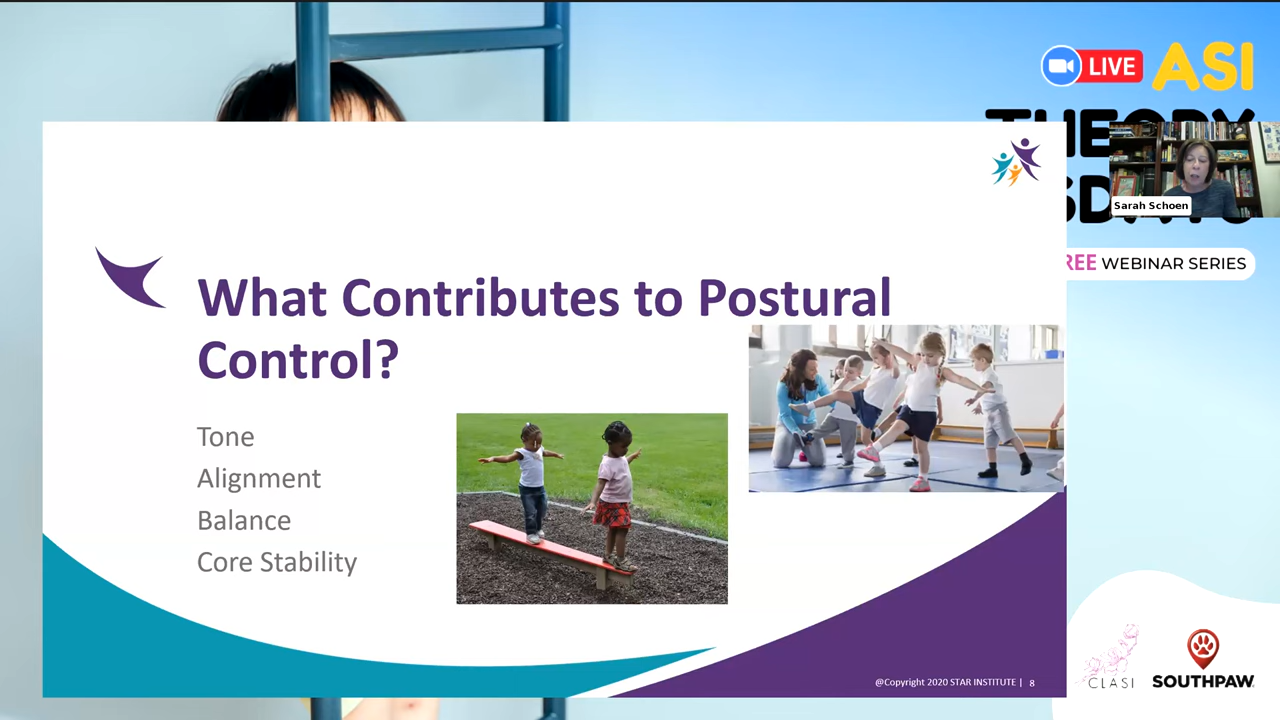 LIVE
ASI
Sarah Schoen
REE WEBINAR SERIES
What Contributes to Postural
Control?
Tone
Alignment
Balance
Core Stability
@Copyright 2020 STAR INSTITUTE | 8
CLASI
SOUTHPAW